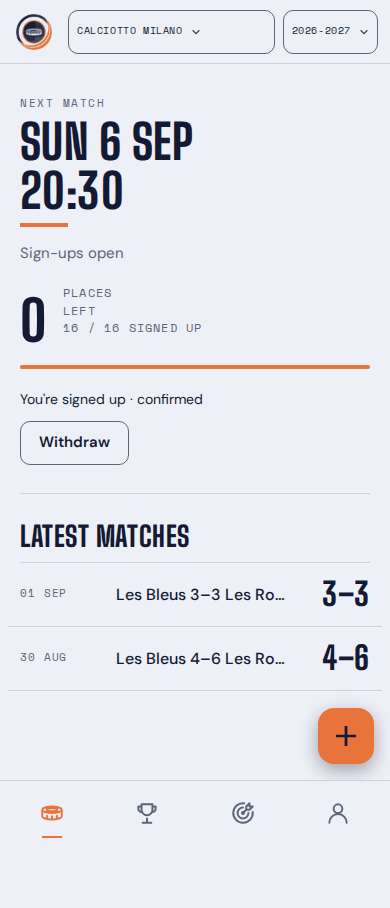 CALCIOTTO MILANO
2026-2027
NEXT MATCH
SUN 6 SEP
20:30
Sign-ups open
0
PLACES
LEFT
16 / 16 SIGNED UP
You're signed up · confirmed
Withdraw
LATEST MATCHES
01 SEP Les Bleus 3–3 Les Ro… 3–3
30 AUG Les Bleus 4–6 Les Ro… 4–6